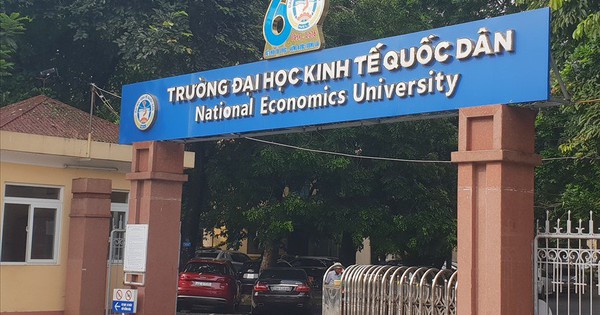 60
TRƯỜNG ĐẠI HỌC KINH TẾ QUỐC DÂN
National Economics University